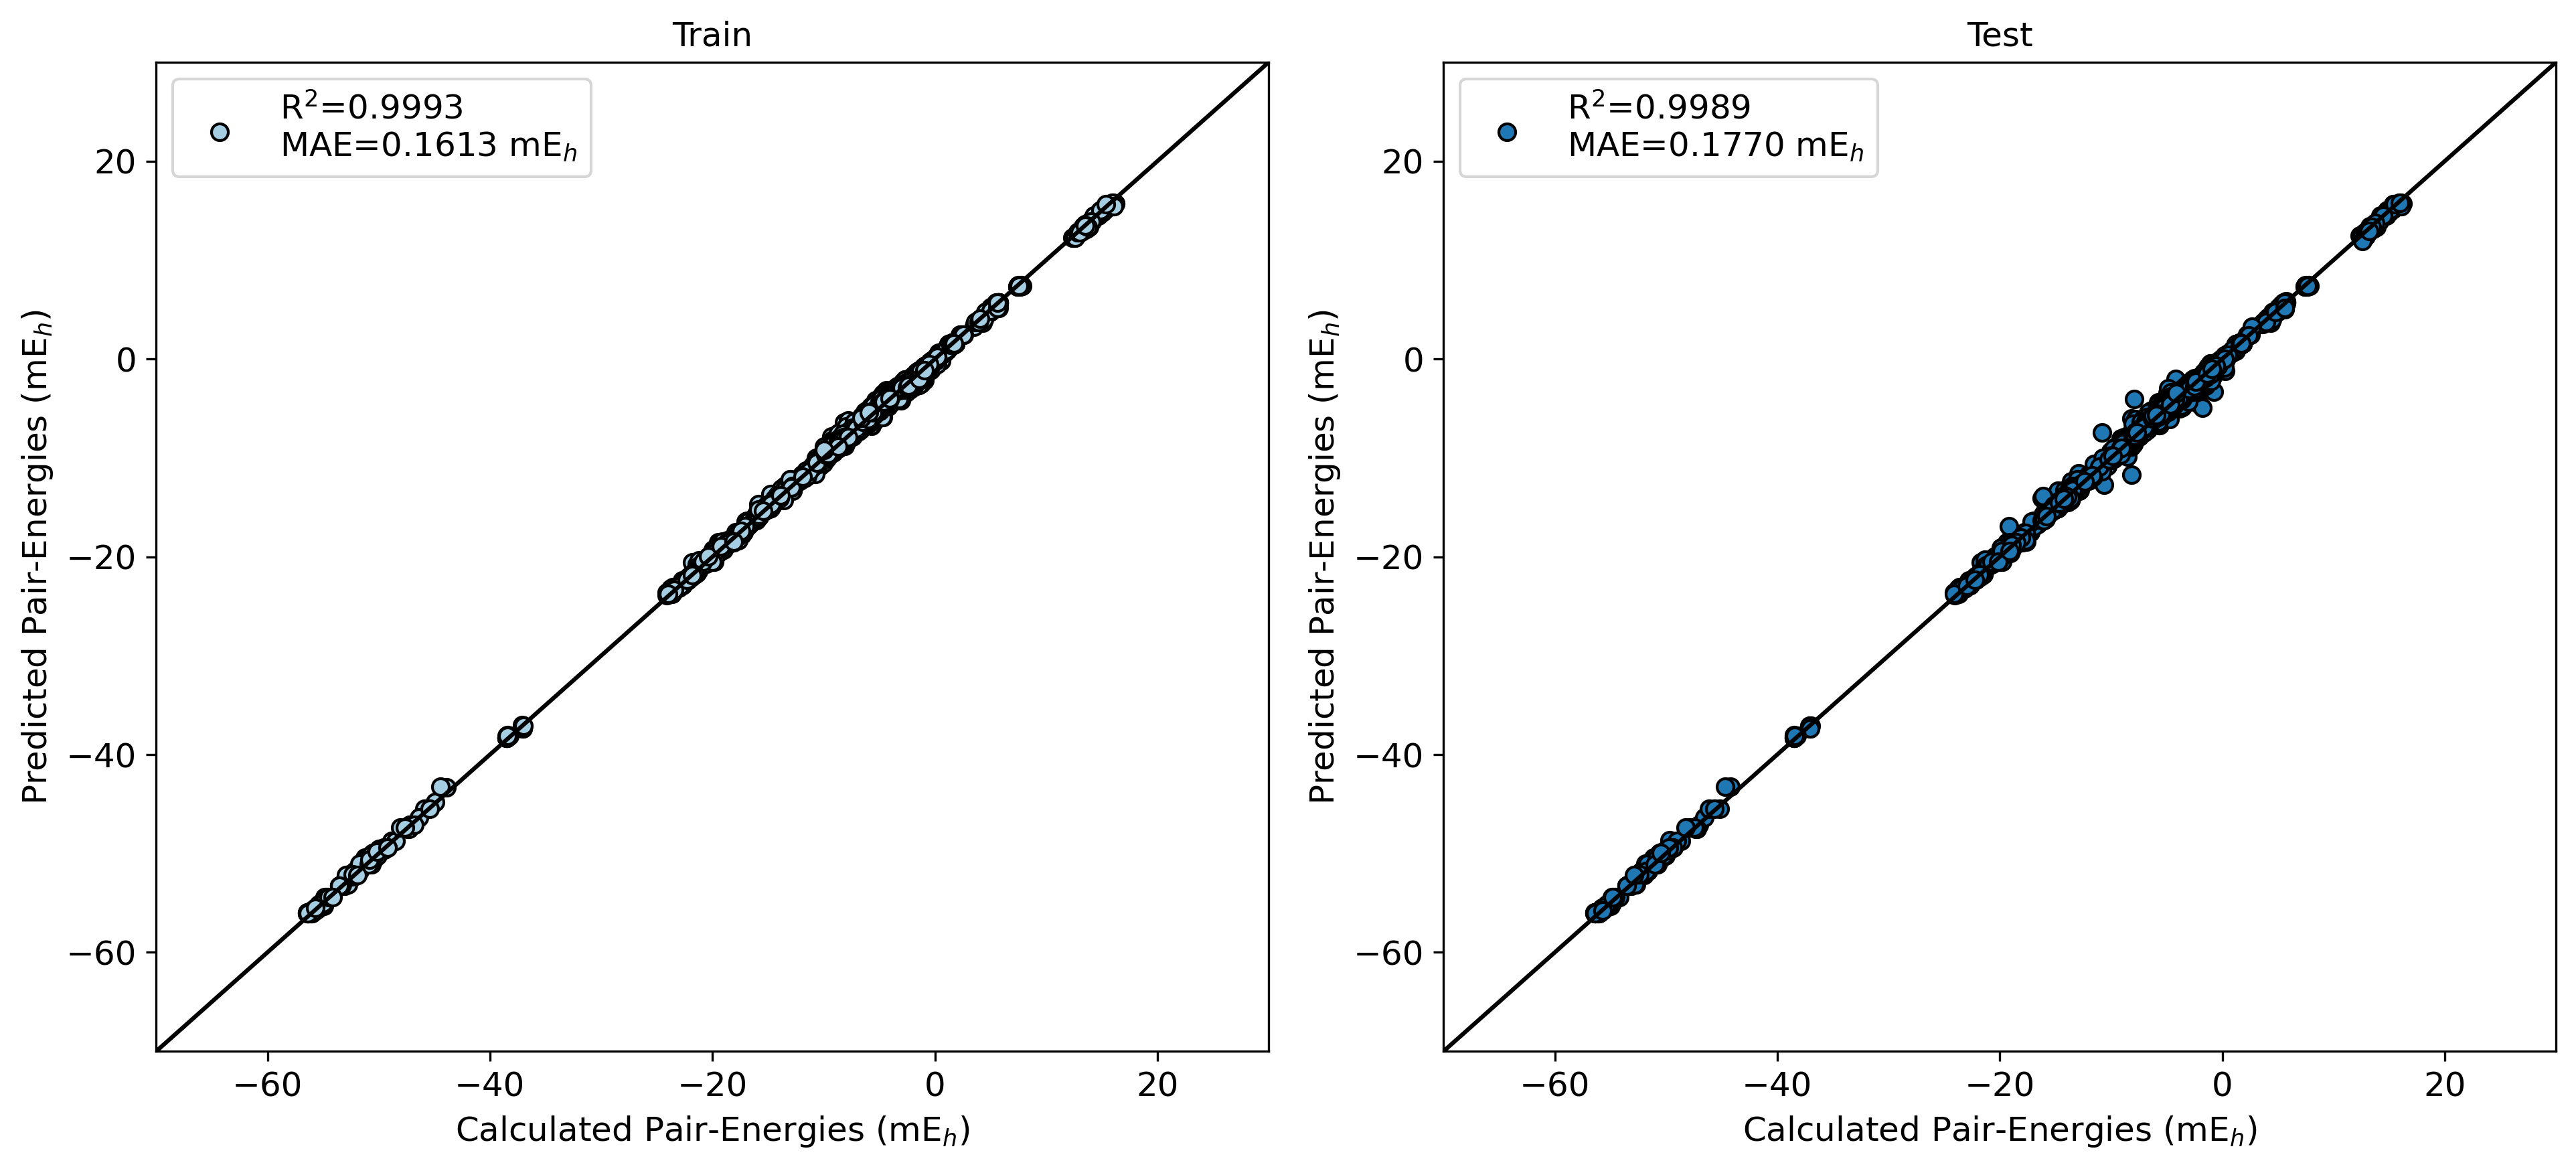 Train
R²=0.9993
MAE=0.1613 mEₕ
20
0
−20
−40
−60
−60
−40
−20
0
20
Predicted Pair-Energies (mEₕ)
Calculated Pair-Energies (mEₕ)
Test
R²=0.9989
MAE=0.1770 mEₕ
20
0
−20
−40
−60
−60
−40
−20
0
20
Predicted Pair-Energies (mEₕ)
Calculated Pair-Energies (mEₕ)